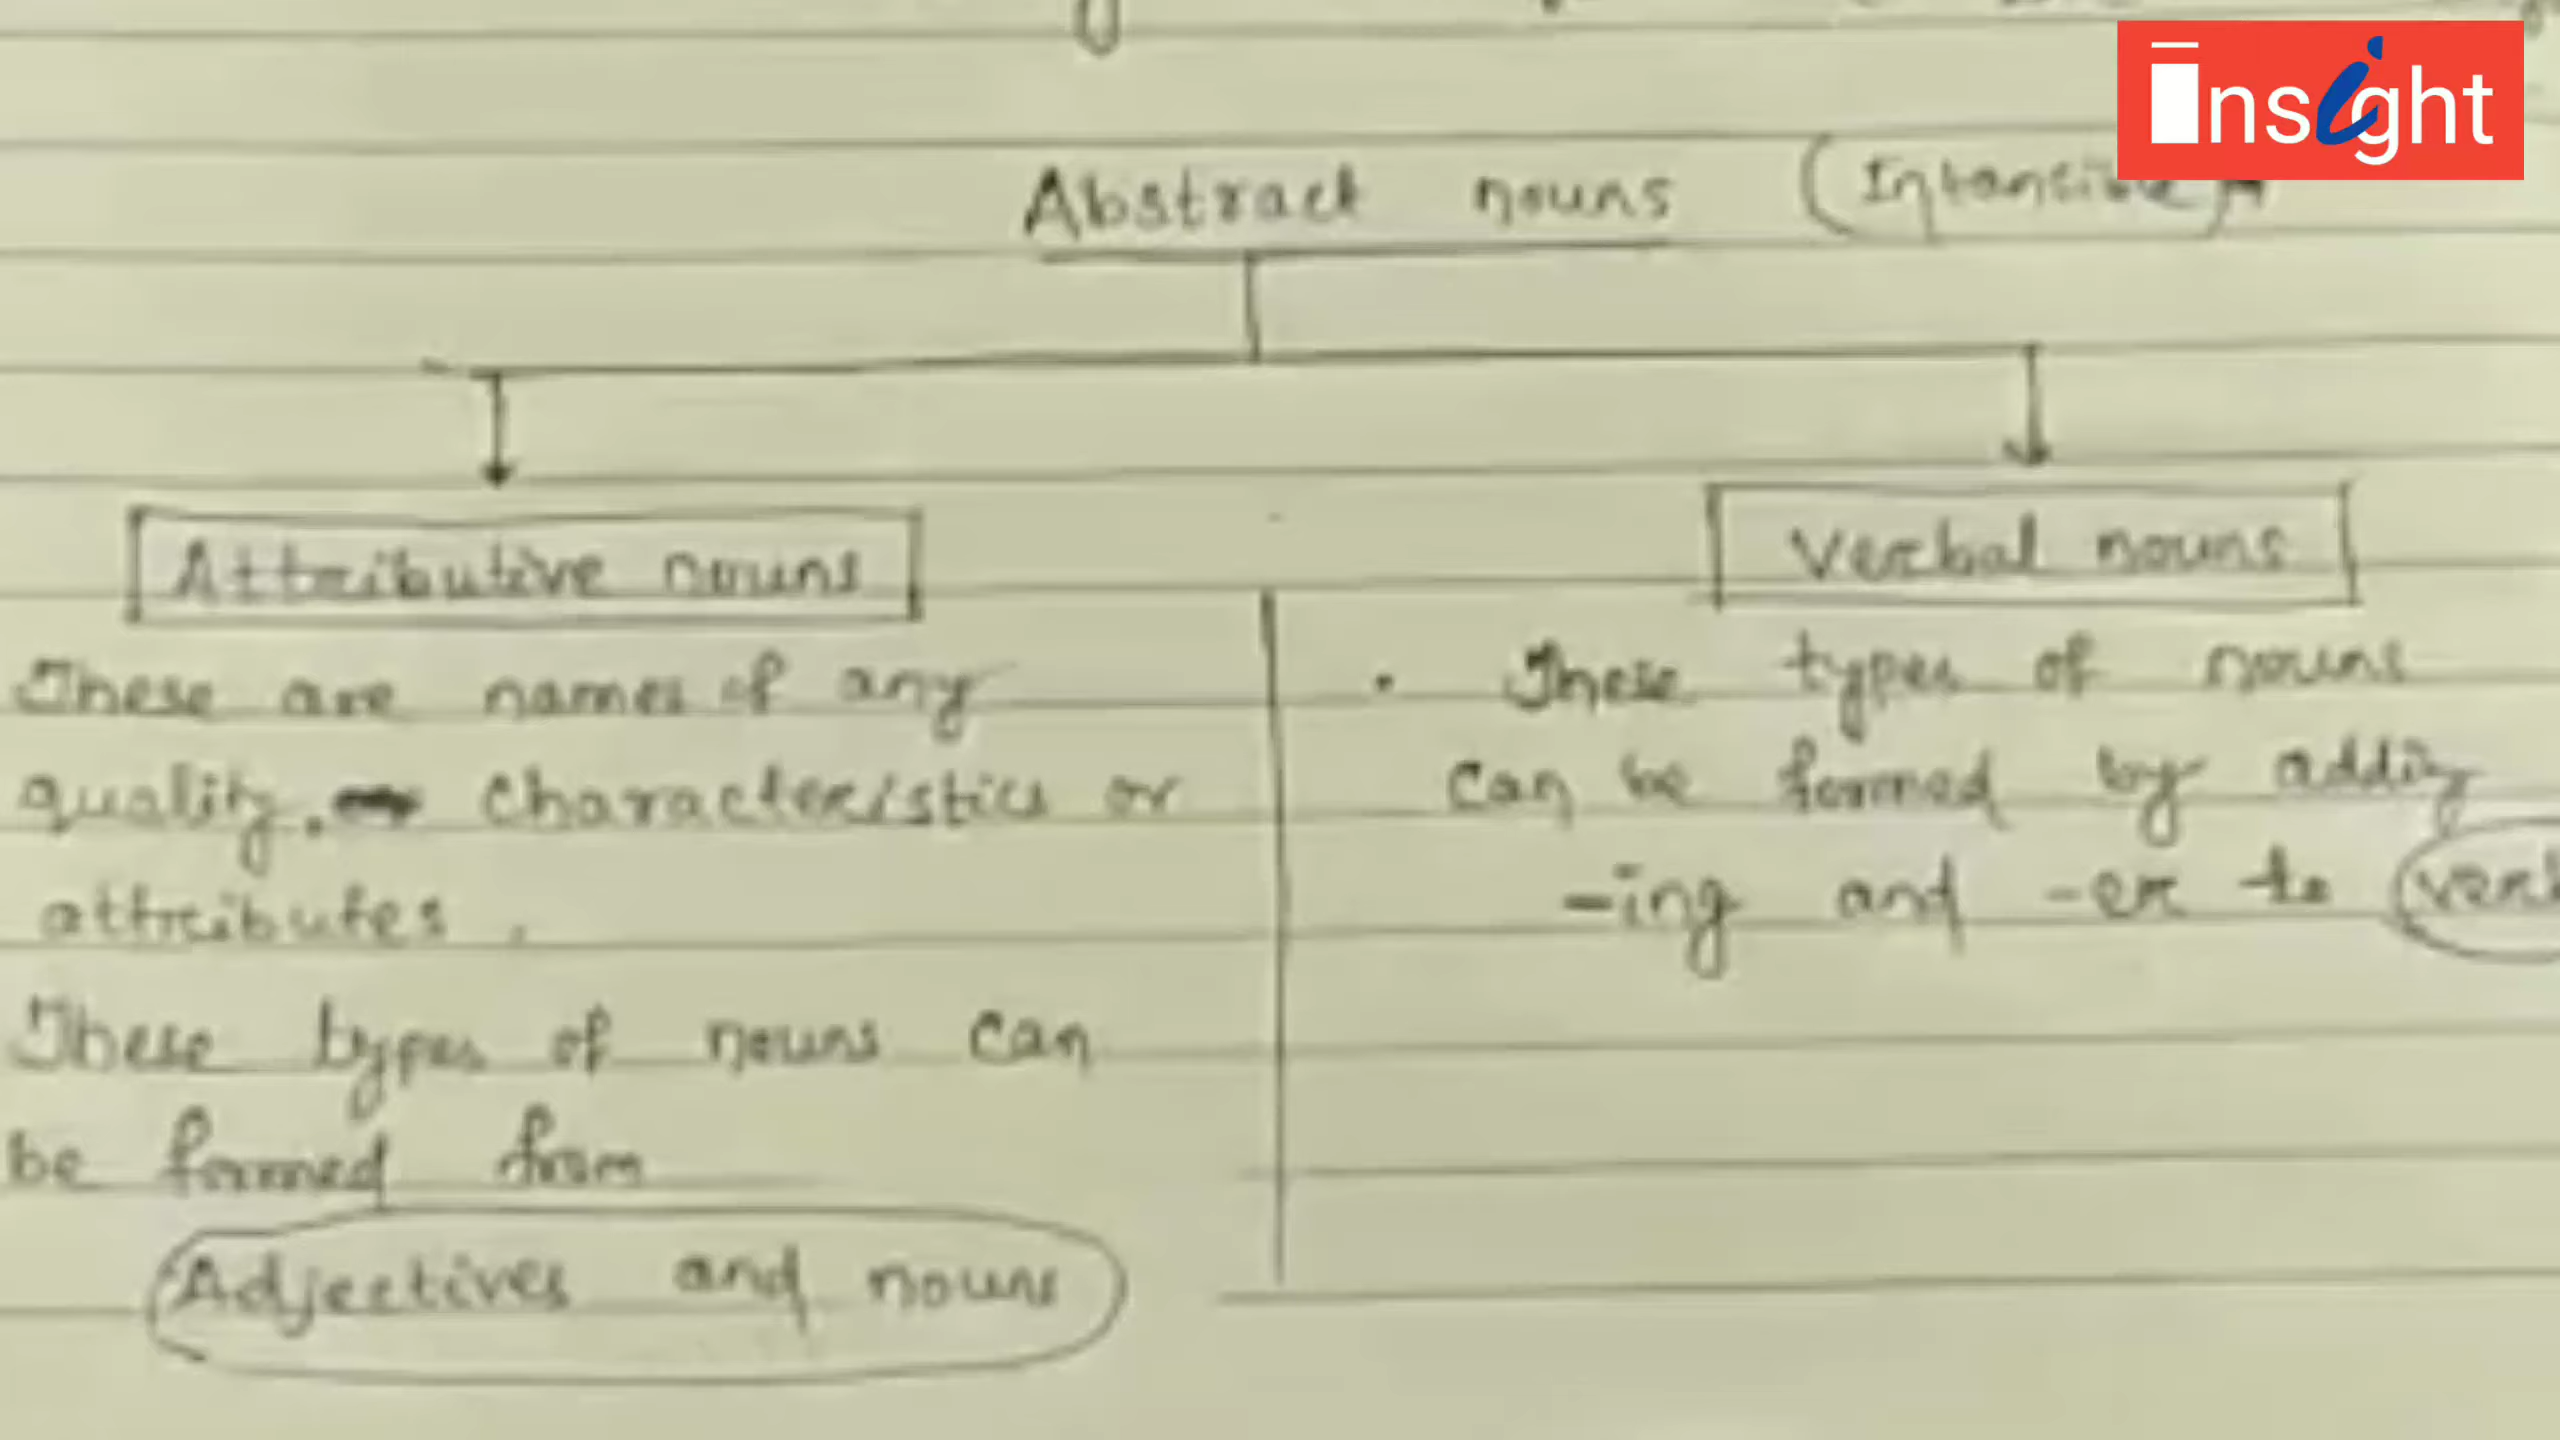 Insight
Abstract nouns
Attributive nouns
Verbal nouns
These are names of any
quality, characteristics or
attributes.
These types of nouns can
be formed from
Adjectives and nouns
• These types of nouns
can be formed by adding
-ing and -er to